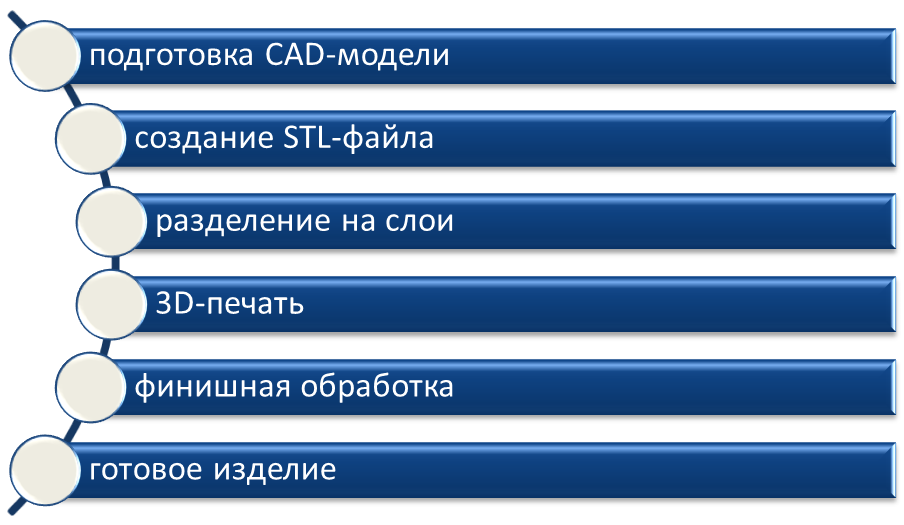 подготовка CAD-модели
создание STL-файла
разделение на слои
3D-печать
финишная обработка
готовое изделие